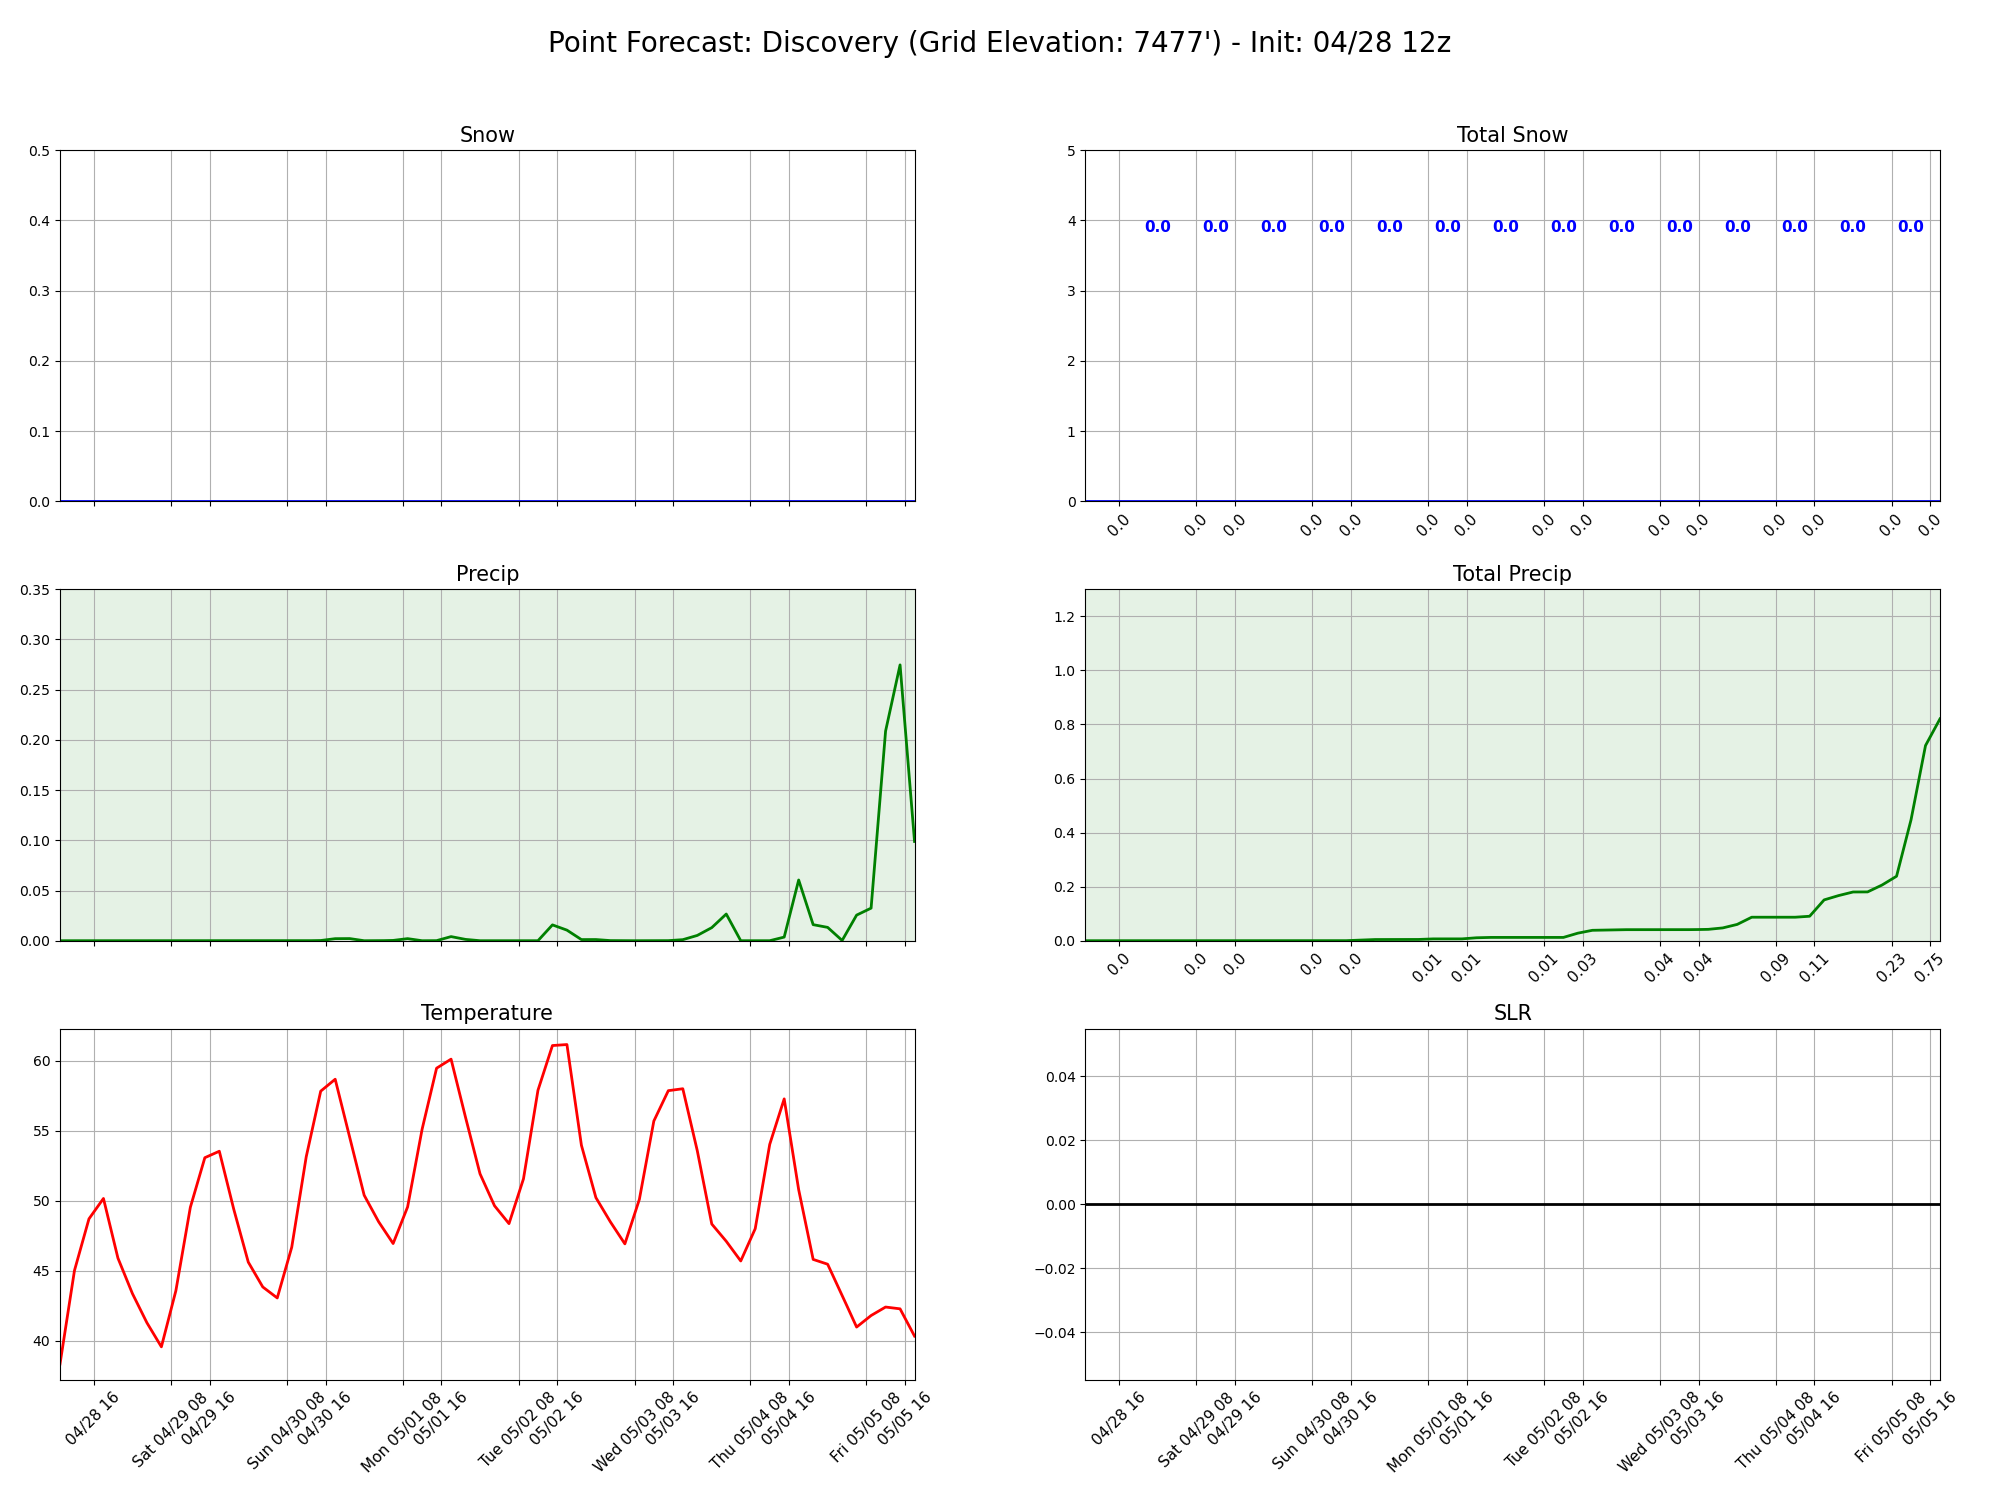 Point Forecast: Discovery (Grid Elevation: 7477') - Init: 04/28 12z
Snow
0.5
0.4
0.3
0.2
0.1
0.0
Total Snow
5
4
3
2
1
0
0.0 0.0 0.0 0.0 0.0 0.0 0.0 0.0 0.0 0.0 0.0 0.0 0.0 0.0
0.0 0.0 0.0 0.0 0.0 0.0 0.0 0.0 0.0 0.0 0.0 0.0 0.0 0.0 0.0
Precip
0.35
0.30
0.25
0.20
0.15
0.10
0.05
0.00
Total Precip
1.2
1.0
0.8
0.6
0.4
0.2
0.0
0.0 0.0 0.0 0.0 0.0 0.01 0.01 0.01 0.03 0.04 0.04 0.09 0.11 0.23 0.75
Temperature
60
55
50
45
40
04/28 16
Sat 04/29 08
04/29 16
Sun 04/30 08
04/30 16
Mon 05/01 08
05/01 16
Tue 05/02 08
05/02 16
Wed 05/03 08
05/03 16
Thu 05/04 08
05/04 16
Fri 05/05 08
05/05 16
SLR
0.04
0.02
0.00
−0.02
−0.04
04/28 16
Sat 04/29 08
04/29 16
Sun 04/30 08
04/30 16
Mon 05/01 08
05/01 16
Tue 05/02 08
05/02 16
Wed 05/03 08
05/03 16
Thu 05/04 08
05/04 16
Fri 05/05 08
05/05 16